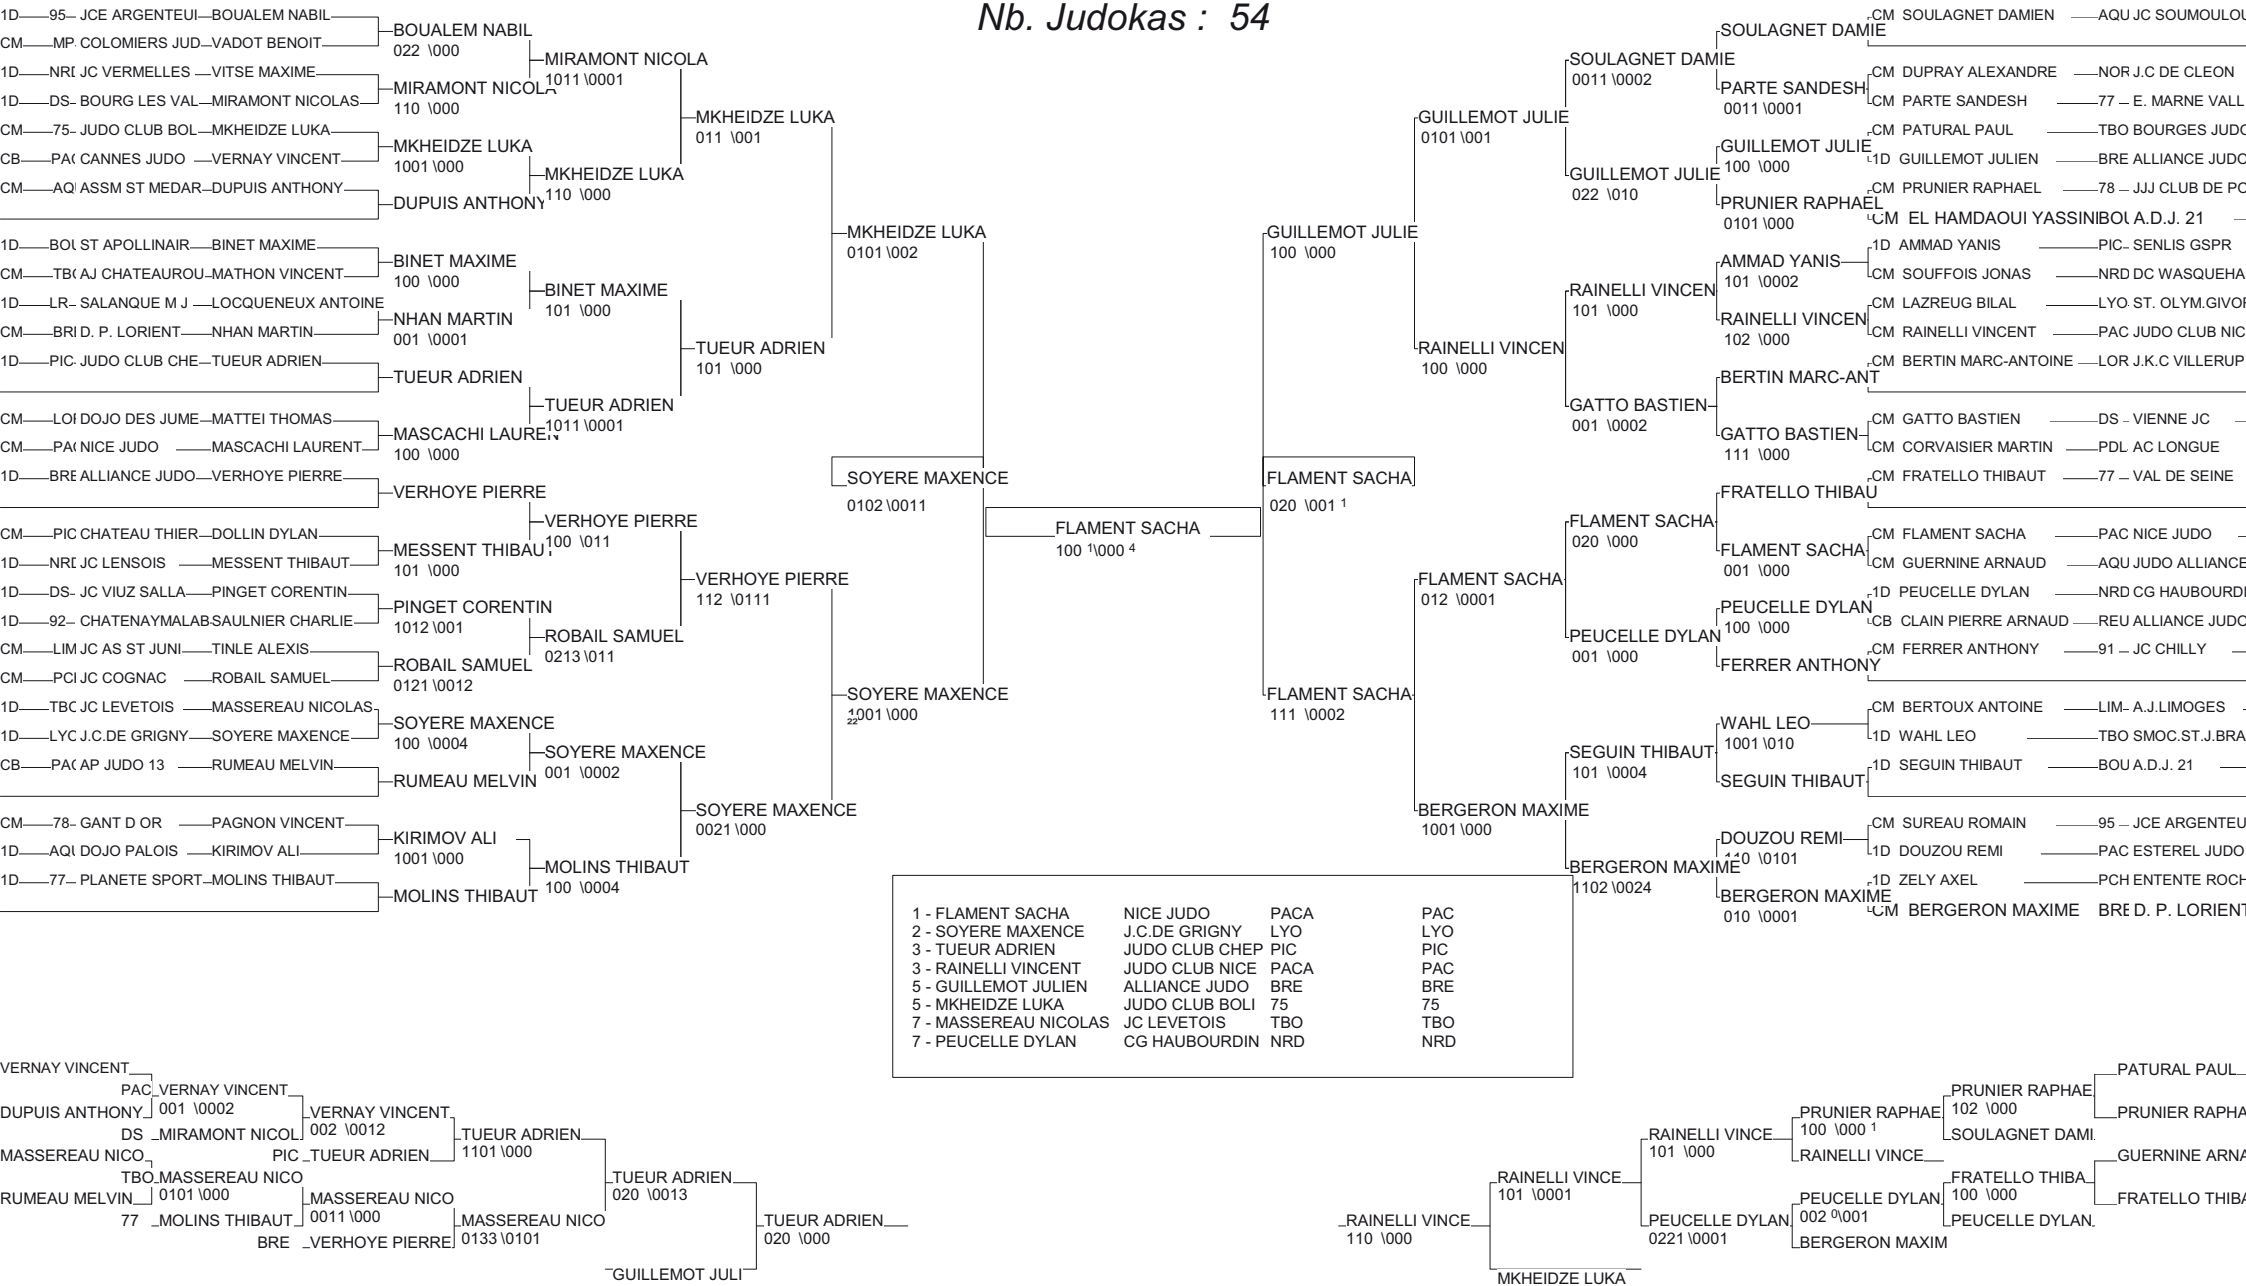 Nb. Judokas : 54
1D 95 JCE ARGENTEUI BOUALEM NABIL
CM MP COLOMIERS JUD VADOT BENOIT
1D NRD JC VERMELLES VITSE MAXIME
1D DS BOURG LES VAL MIRAMONT NICOLAS
CM 75 JUDO CLUB BOL MKHEIDZE LUKA
CB PAC CANNES JUDO VERNAY VINCENT
CM AQU ASSM ST MEDAR DUPUIS ANTHONY
1D BOU ST APOLLINAIR BINET MAXIME
CM TBO AJ CHATEAUROU MATHON VINCENT
1D LR SALANQUE M J LOCQUENEUX ANTOINE
CM BRE D. P. LORIENT NHAN MARTIN
1D PIC JUDO CLUB CHE TUEUR ADRIEN
CM LOR DOJO DES JUME MATTEI THOMAS
CM PAC NICE JUDO MASCACHI LAURENT
1D BRE ALLIANCE JUDO VERHOYE PIERRE
CM PIC CHATEAU THIER DOLLIN DYLAN
1D NRD JC LENSOIS MESSENT THIBAUT
1D DS JC VIUZ SALLA PINGET CORENTIN
1D 92 CHATENAYMALAB SAULNIER CHARLIE
CM LIM JC AS ST JUNI TINLE ALEXIS
CM PCH JC COGNAC ROBAIL SAMUEL
1D TBO JC LEVETOIS MASSEREAU NICOLAS
1D LYO J.C.DE GRIGNY SOYERE MAXENCE
CB PAC AP JUDO 13 RUMEAU MELVIN
CM 78 GANT D OR PAGNON VINCENT
1D AQU DOJO PALOIS KIRIMOV ALI
1D 77 PLANETE SPORT MOLINS THIBAUT
BOUALEM NABIL
022 \000
MIRAMONT NICOLA
110 \000
MKHEIDZE LUKA
1001 \000
DUPUIS ANTHONY
BINET MAXIME
100 \000
NHAN MARTIN
001 \0001
TUEUR ADRIEN
MASCACHI LAUREN
100 \000
VERHOYE PIERRE
MESSENT THIBAUT
101 \000
PINGET CORENTIN
1012 \001
ROBAIL SAMUEL
0121 \0012
SOYERE MAXENCE
100 \0004
RUMEAU MELVIN
KIRIMOV ALI
1001 \000
MOLINS THIBAUT
MIRAMONT NICOLA
1011 \0001
MKHEIDZE LUKA
110 \000
BINET MAXIME
101 \000
TUEUR ADRIEN
1011 \0001
VERHOYE PIERRE
100 \011
ROBAIL SAMUEL
0213 \011
SOYERE MAXENCE
001 \0002
MOLINS THIBAUT
100 \0004
MKHEIDZE LUKA
011 \001
TUEUR ADRIEN
101 \000
VERHOYE PIERRE
112 \0111
SOYERE MAXENCE
0021 \000
MKHEIDZE LUKA
0101 \002
SOYERE MAXENCE
0102 \0011
SOYERE MAXENCE
1001 \000
22
FLAMENT SACHA
100 1\000 4
GUILLEMOT JULIE
100 \000
FLAMENT SACHA
020 \001 1
FLAMENT SACHA
111 \0002
GUILLEMOT JULIE
0101 \001
RAINELLI VINCEN
100 \000
FLAMENT SACHA
012 \0001
BERGERON MAXIME
1001 \000
SOULAGNET DAMIE
0011 \0002
GUILLEMOT JULIE
022 \010
RAINELLI VINCEN
101 \000
GATTO BASTIEN
001 \0002
FLAMENT SACHA
020 \000
PEUCELLE DYLAN
001 \000
SEGUIN THIBAUT
101 \0004
BERGERON MAXIME
1102 \0024
SOULAGNET DAMIE
PARTE SANDESH
0011 \0001
GUILLEMOT JULIE
100 \000
PRUNIER RAPHAEL
0101 \000
AMMAD YANIS
101 \0002
RAINELLI VINCEN
102 \000
BERTIN MARC-ANT
GATTO BASTIEN
111 \000
FRATELLO THIBAU
FLAMENT SACHA
001 \000
PEUCELLE DYLAN
100 \000
FERRER ANTHONY
WAHL LEO
1001 \010
SEGUIN THIBAUT
DOUZOU REMI
110 \0101
BERGERON MAXIME
010 \0001
CM SOULAGNET DAMIEN AQU JC SOUMOULOU
CM DUPRAY ALEXANDRE NOR J.C DE CLEON
CM PARTE SANDESH 77 E. MARNE VALL
CM PATURAL PAUL TBO BOURGES JUDO
1D GUILLEMOT JULIEN BRE ALLIANCE JUDO
CM PRUNIER RAPHAEL 78 JJJ CLUB DE PO
CM EL HAMDAOUI YASSINI BOU A.D.J. 21
1D AMMAD YANIS PIC SENLIS GSPR
CM SOUFFOIS JONAS NRD DC WASQUEHA
CM LAZREUG BILAL LYO ST. OLYM.GIVOR
CM RAINELLI VINCENT PAC JUDO CLUB NIC
CM BERTIN MARC-ANTOINE LOR J.K.C VILLERUP
CM GATTO BASTIEN DS VIENNE JC
CM CORVAISIER MARTIN PDL AC LONGUE
CM FRATELLO THIBAUT 77 VAL DE SEINE
CM FLAMENT SACHA PAC NICE JUDO
CM GUERNINE ARNAUD AQU JUDO ALLIANCE
1D PEUCELLE DYLAN NRD CG HAUBOURDI
CB CLAIN PIERRE ARNAUD REU ALLIANCE JUDO
CM FERRER ANTHONY 91 JC CHILLY
CM BERTOUX ANTOINE LIM A.J.LIMOGES
1D WAHL LEO TBO SMOC.ST.J.BRA
1D SEGUIN THIBAUT BOU A.D.J. 21
CM SUREAU ROMAIN 95 JCE ARGENTEU
1D DOUZOU REMI PAC ESTEREL JUDO
1D ZELY AXEL PCH ENTENTE ROCH
CM BERGERON MAXIME BRE D. P. LORIENT
1 - FLAMENT SACHA NICE JUDO PACA PAC
2 - SOYERE MAXENCE J.C.DE GRIGNY LYO LYO
3 - TUEUR ADRIEN JUDO CLUB CHEP PIC PIC
3 - RAINELLI VINCENT JUDO CLUB NICE PACA PAC
5 - GUILLEMOT JULIEN ALLIANCE JUDO BRE BRE
5 - MKHEIDZE LUKA JUDO CLUB BOLI 75 75
7 - MASSEREAU NICOLAS JC LEVETOIS TBO TBO
7 - PEUCELLE DYLAN CG HAUBOURDIN NRD NRD
VERNAY VINCENT
PAC VERNAY VINCENT
001 \0002
DUPUIS ANTHONY
DS MIRAMONT NICOL
MASSEREAU NICO
TBO MASSEREAU NICO
0101 \000
RUMEAU MELVIN
77 MOLINS THIBAUT
VERNAY VINCENT
002 \0012
PIC TUEUR ADRIEN
MASSEREAU NICO
0011 \000
BRE VERHOYE PIERRE
TUEUR ADRIEN
1101 \000
MASSEREAU NICO
0133 \0101
TUEUR ADRIEN
020 \0013
GUILLEMOT JULI
TUEUR ADRIEN
020 \000
RAINELLI VINCE
110 \000
RAINELLI VINCE
101 \0001
MKHEIDZE LUKA
RAINELLI VINCE
101 \000
PEUCELLE DYLAN
0221 \0001
PRUNIER RAPHAE
100 \000 1
RAINELLI VINCE
PEUCELLE DYLAN
002 0\001
BERGERON MAXIM
PRUNIER RAPHAE
102 \000
SOULAGNET DAMI
FRATELLO THIBA
100 \000
PEUCELLE DYLAN
PATURAL PAUL
PRUNIER RAPHA
GUERNINE ARNA
FRATELLO THIBA